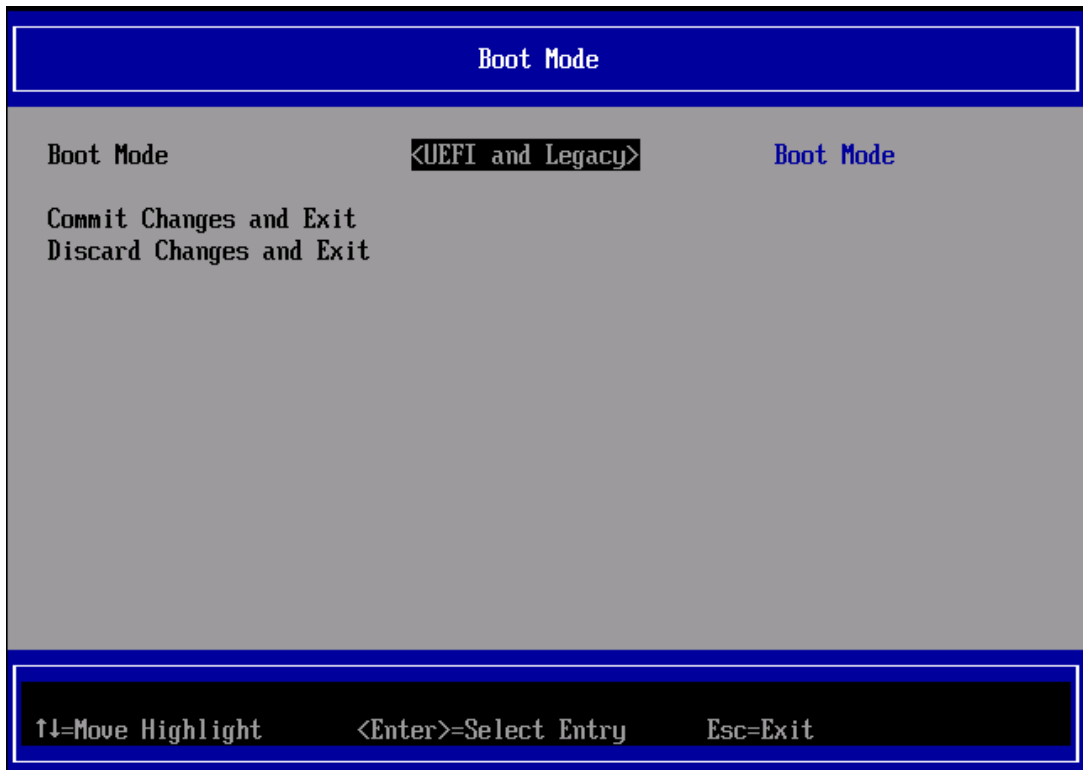 Boot Mode
Boot Mode <UEFI and Legacy> Boot Mode
Commit Changes and Exit
Discard Changes and Exit
↑↓=Move Highlight <Enter>=Select Entry Esc=Exit